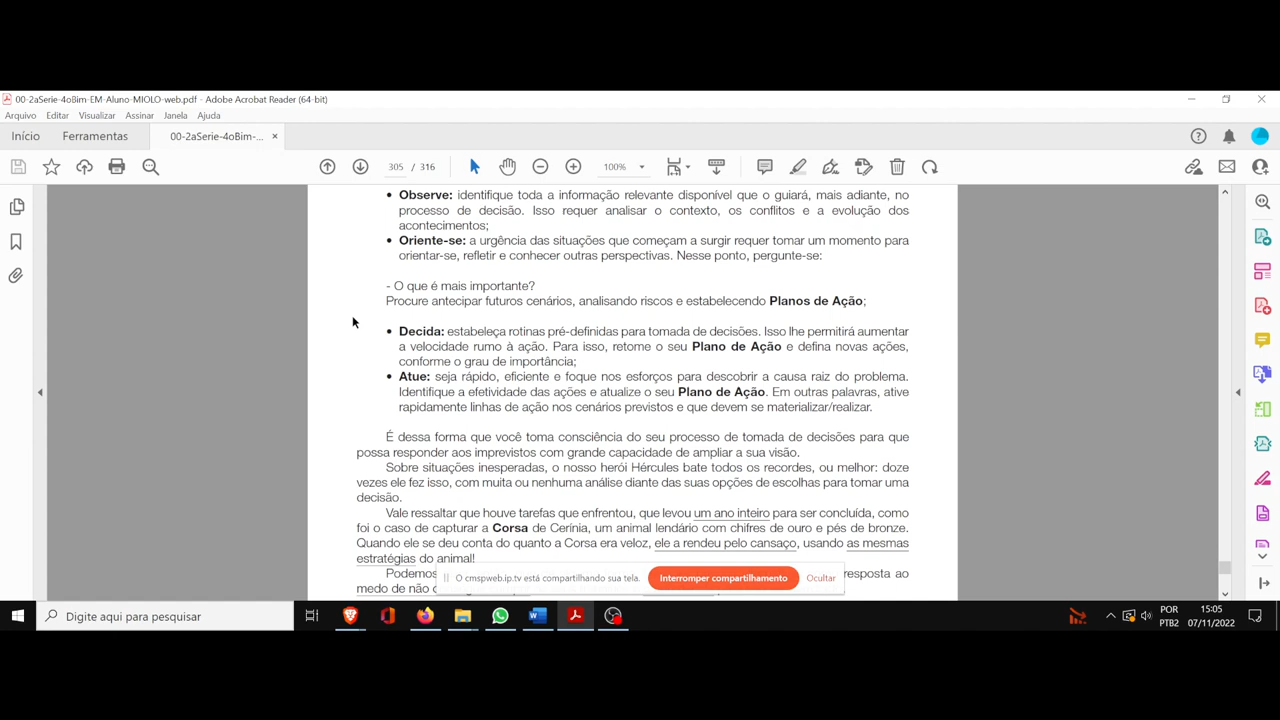 00-2aSerie-4oBim-EM-Aluno-MIOLO-web.pdf - Adobe Acrobat Reader (64-bit)
Arquivo Editar Visualizar Assinar Janela Ajuda
Início Ferramentas 00-2aSerie-4oBim-... ×
305 / 316 100%
• Observe: identifique toda a informação relevante disponível que o guiará, mais adiante, no
processo de decisão. Isso requer analisar o contexto, os conflitos e a evolução dos
acontecimentos;
• Oriente-se: a urgência das situações que começam a surgir requer tomar um momento para
orientar-se, refletir e conhecer outras perspectivas. Nesse ponto, pergunte-se:
- O que é mais importante?
Procure antecipar futuros cenários, analisando riscos e estabelecendo Planos de Ação;
• Decida: estabeleça rotinas pré-definidas para tomada de decisões. Isso lhe permitirá aumentar
a velocidade rumo à ação. Para isso, retome o seu Plano de Ação e defina novas ações,
conforme o grau de importância;
• Atue: seja rápido, eficiente e foque nos esforços para descobrir a causa raiz do problema.
Identifique a efetividade das ações e atualize o seu Plano de Ação. Em outras palavras, ative
rapidamente linhas de ação nos cenários previstos e que devem se materializar/realizar.
É dessa forma que você toma consciência do seu processo de tomada de decisões para que
possa responder aos imprevistos com grande capacidade de ampliar a sua visão.
Sobre situações inesperadas, o nosso herói Hércules bate todos os recordes, ou melhor: doze
vezes ele fez isso, com muita ou nenhuma análise diante das suas opções de escolhas para tomar uma
decisão.
Vale ressaltar que houve tarefas que enfrentou, que levou um ano inteiro para ser concluída, como
foi o caso de capturar a Corsa de Cerínia, um animal lendário com chifres de ouro e pés de bronze.
Quando ele se deu conta do quanto a Corsa era veloz, ele a rendeu pelo cansaço, usando as mesmas
estratégias do animal!
Podemos resposta ao
medo de não
O cmspweb.ip.tv está compartilhando sua tela. Interromper compartilhamento Ocultar
Digite aqui para pesquisar
POR 15:05
PTB2 07/11/2022